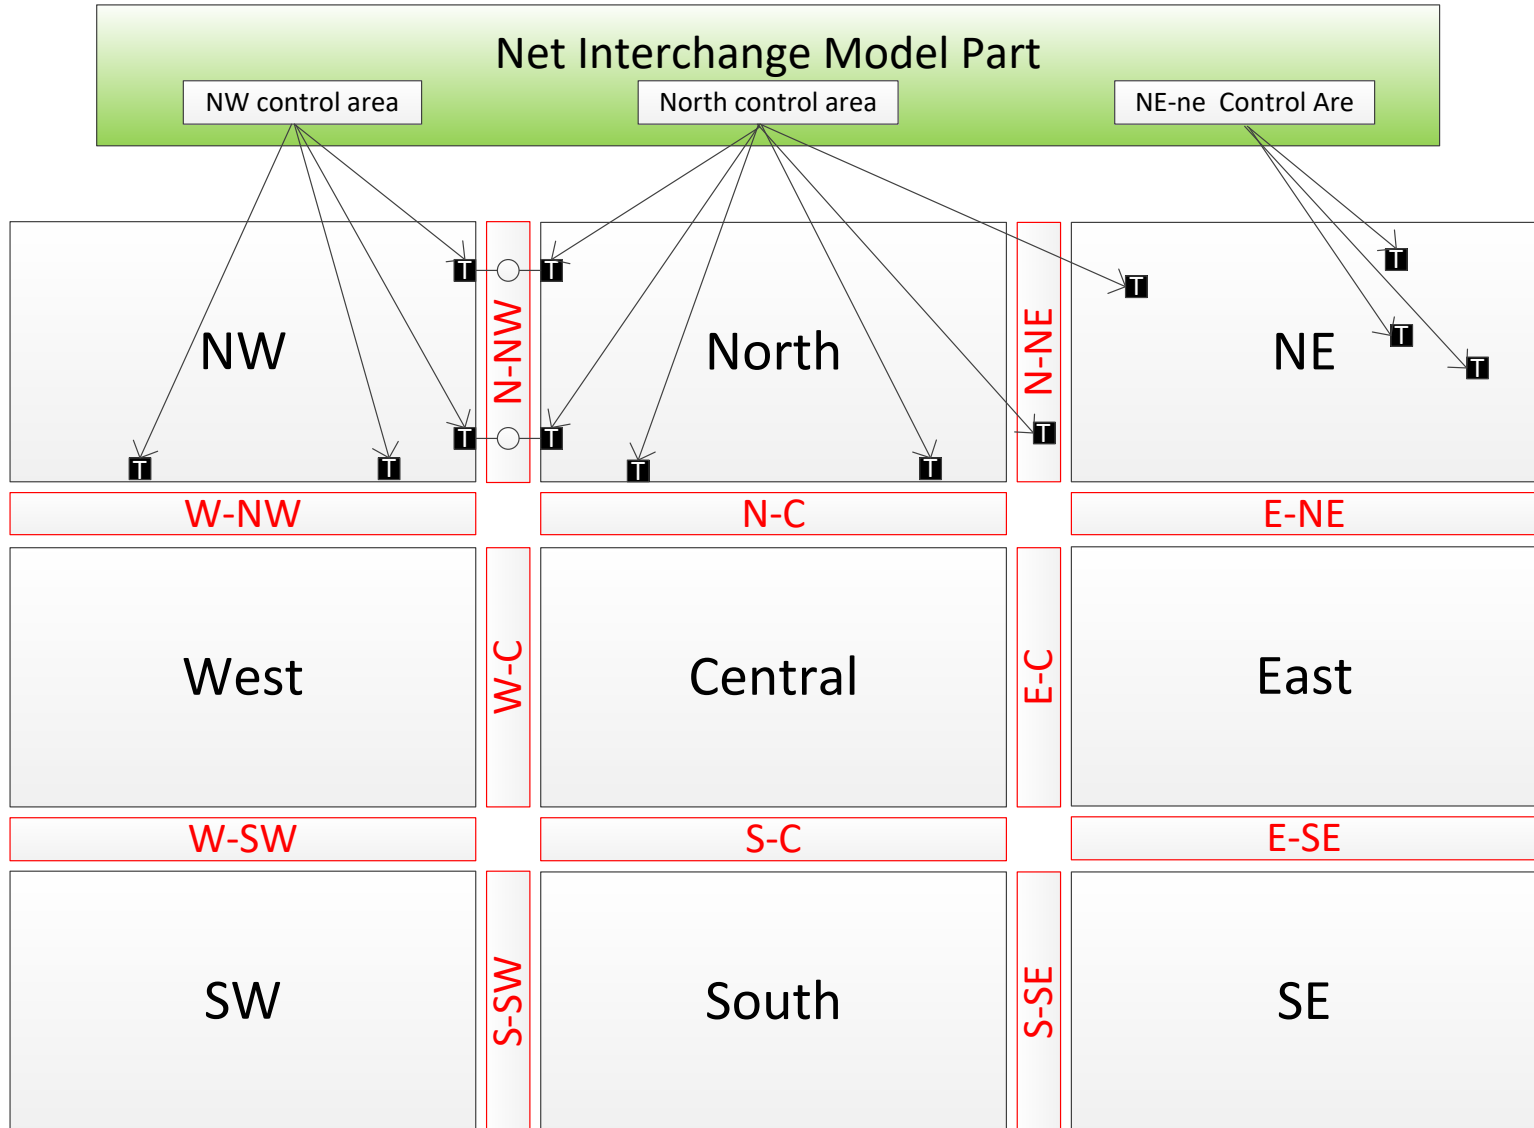 Net Interchange Model Part
NW control area
North control area
NE-ne  Control Are
T
T
T
T
T
T
T
T
T
T
T
T
T
T
NW
N-NW
North
N-NE
NE
W-NW
N-C
E-NE
West
W-C
Central
E-C
East
W-SW
S-C
E-SE
SW
S-SW
South
S-SE
SE